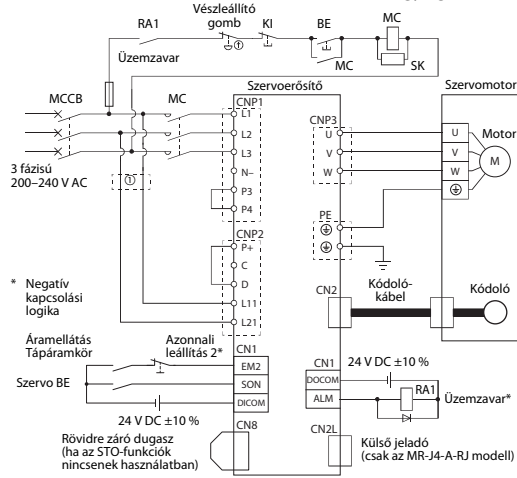 Vészleállító
gomb
RA1
KI
BE
MC
Üzemzavar
MC
SK
Szervoerősítő
Szervomotor
MCCB
MC
CNP1
L1
L2
L3
N–
P3
P4
CNP3
U
V
W
U
V
W
Motor
M
3 fázisú
200–240 V AC
①
PE
CNP2
P+
C
D
L11
L21
* Negatív
kapcsolási
logika
CN2
Kódoló-
kábel
Kódoló
Áramellátás
Tápáramkör
Azonnali
leállítás 2*
Szervo BE
CN1
EM2
SON
DICOM
24 V DC ±10 %
CN1
DOCOM
ALM
24 V DC ±10 %
RA1
Üzemzavar*
Rövidre záró dugasz
(ha az STO-funkciók
nincsenek használatban)
CN8
CN2L
Külső jeladó
(csak az MR-J4-A-RJ modell)